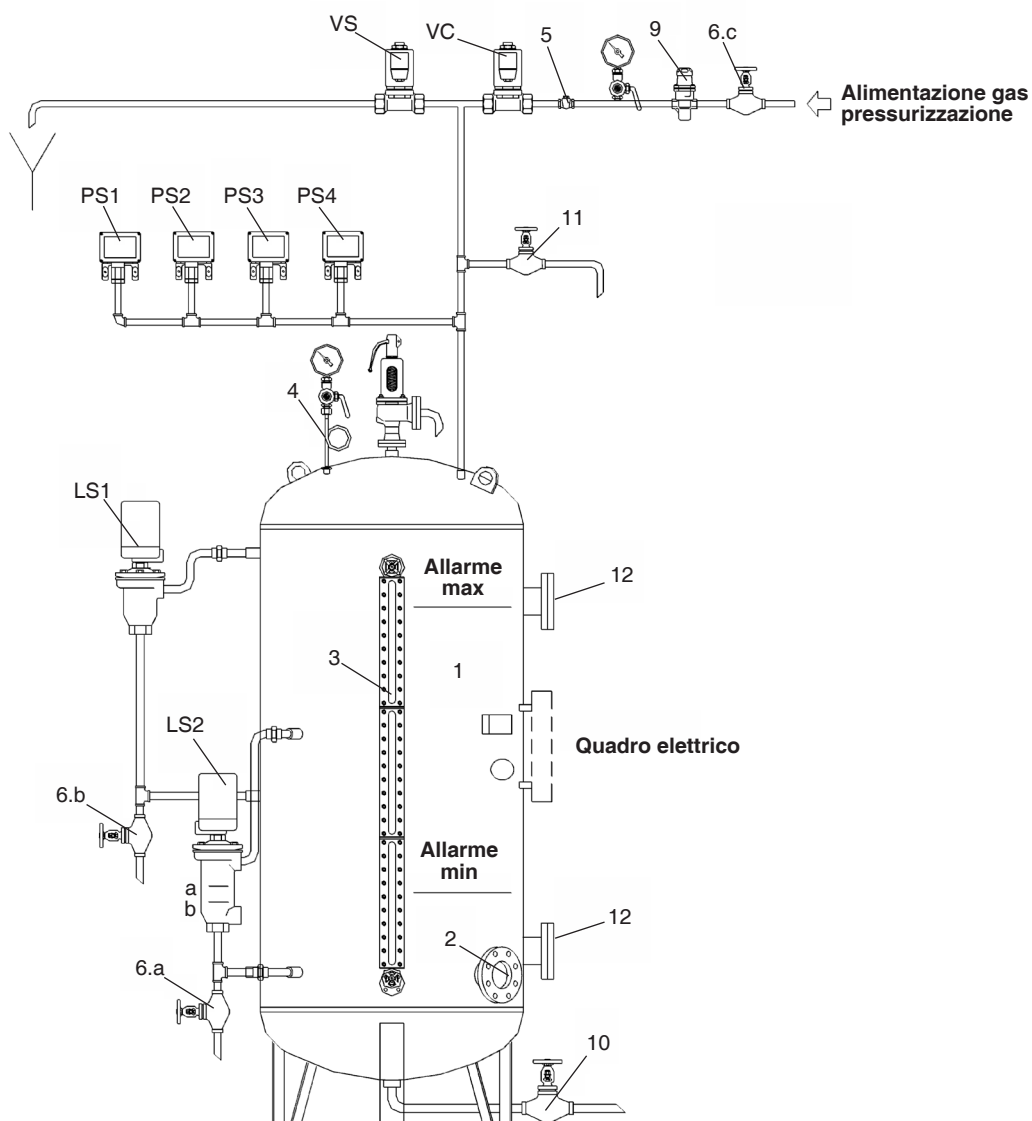 VS
VC
5
9
6.c
Alimentazione gas
pressurizzazione
PS1
PS2
PS3
PS4
11
4
LS1
Allarme
max
12
3
1
LS2
Quadro elettrico
6.b
Allarme
min
a
b
12
2
6.a
10